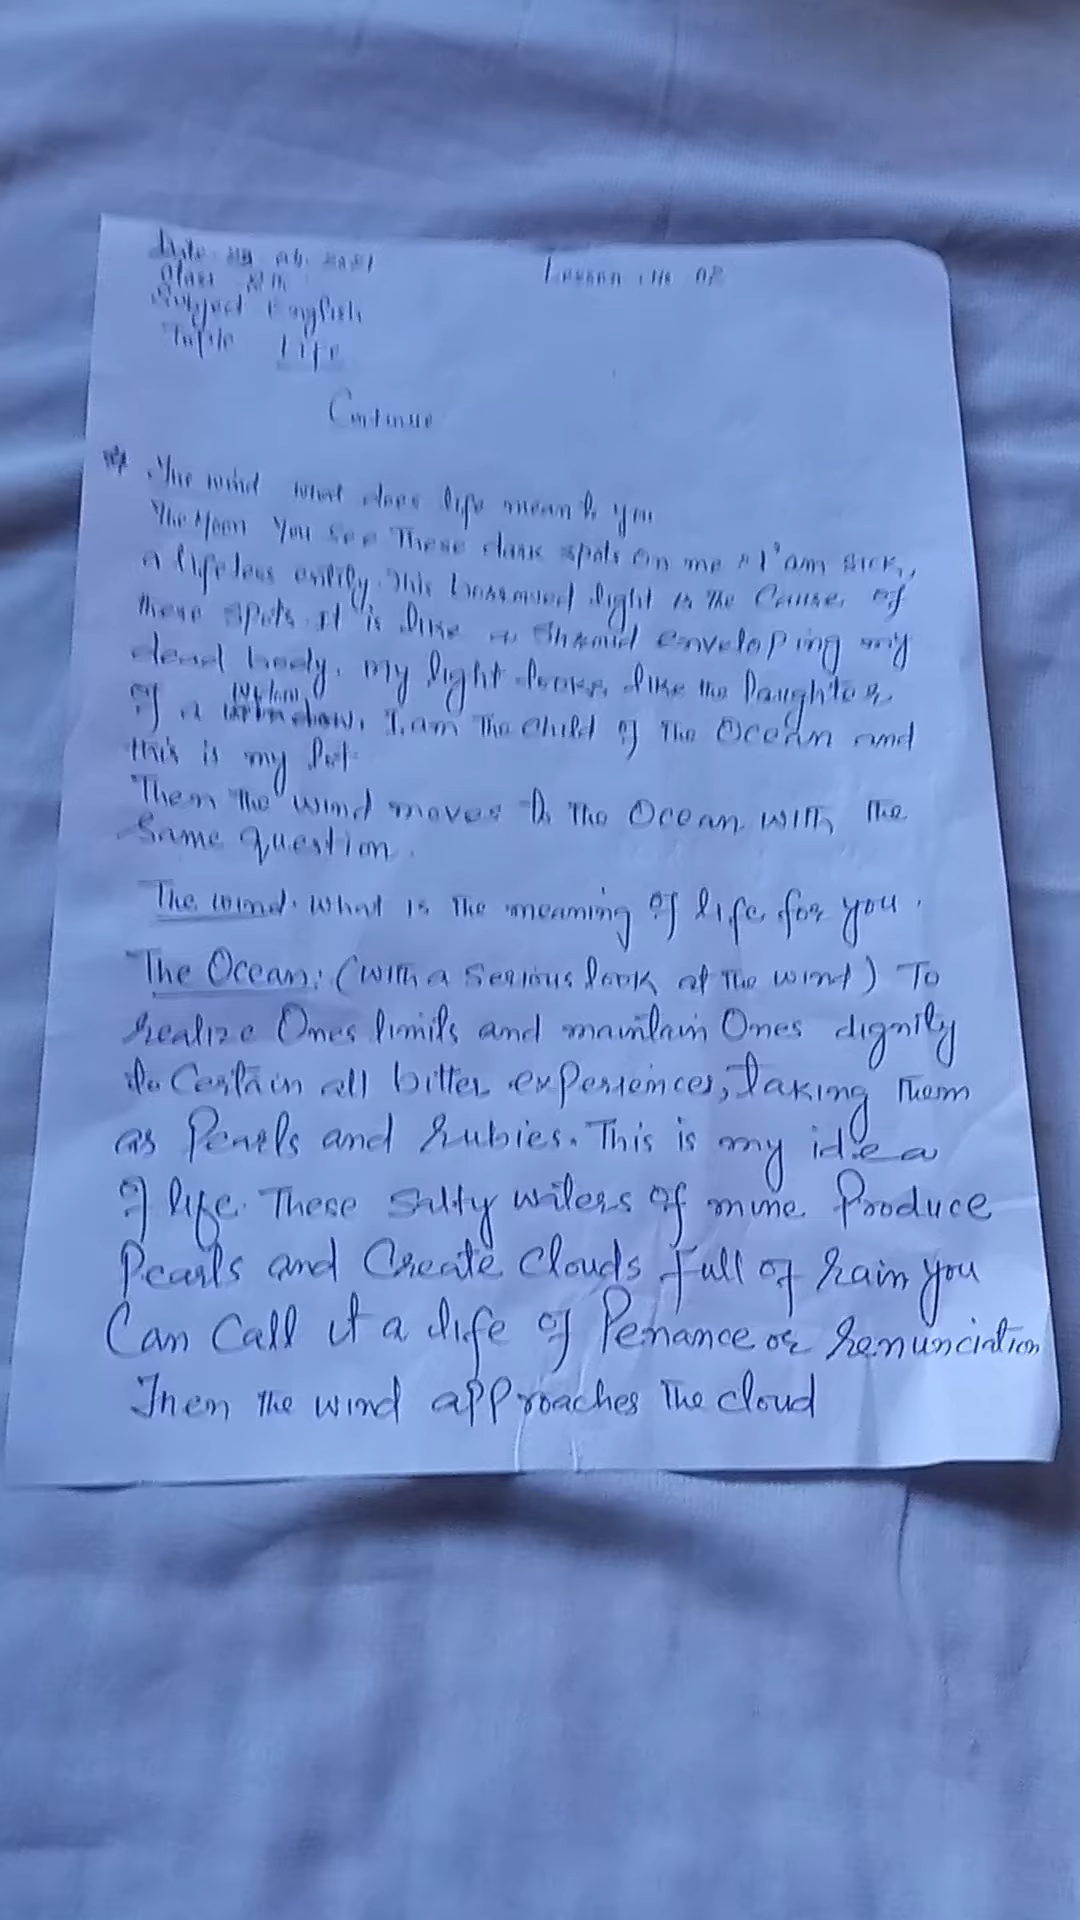 Date 2021
Lesson No 02
Class 8th
Subject English
Topic Life
Continue
The wind what does life mean to you
The Moon You see These dark spots on me I'am sick,
a lifeless entity. This borrowed light is The Cause of
these spots. It is like a Shroud enveloping my
dead body. my light looks like the Daughter
of a widow. I am The Child of The Ocean and
this is my lot
Then The wind moves to The Ocean with The
Same question.
The wind. What is The meaning of life for you.
The Ocean: (with a serious look at The wind) To
realize Ones limits and maintain Ones dignity
to Contain all bitter experiences, taking Them
as Pearls and rubies. This is my idea
of life. These salty waters of mine Produce
Pearls and Create Clouds full of rain you
Can Call it a life of Penance or renunciation
Then the wind approaches The cloud